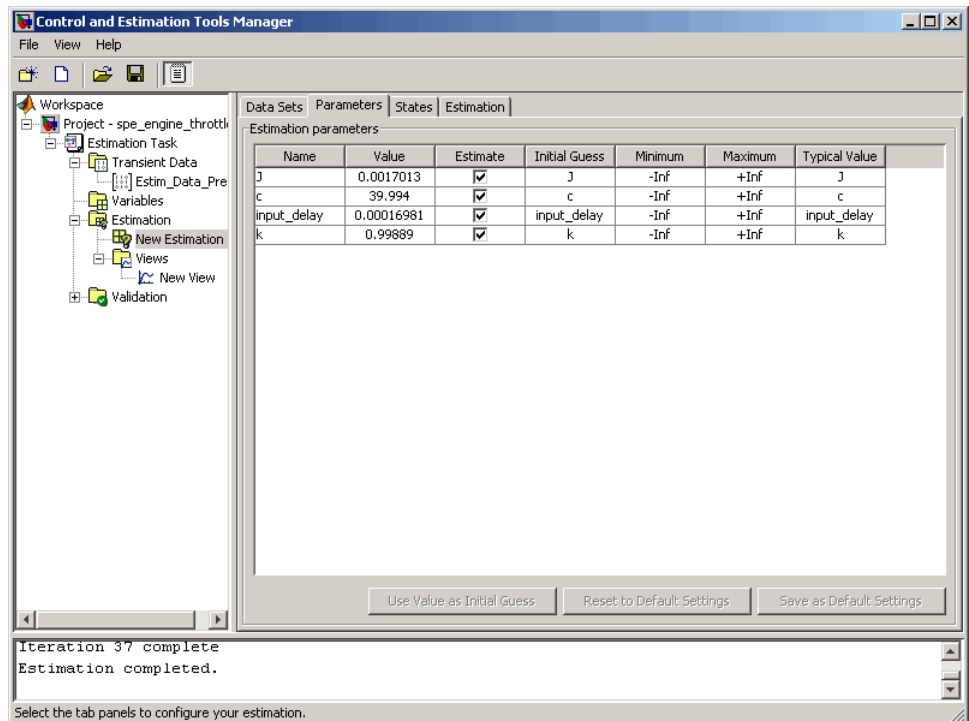 Control and Estimation Tools Manager
File View Help
Workspace
Project - spe_engine_throttl
Estimation Task
Transient Data
Estim_Data_Pre
Variables
Estimation
New Estimation
Views
New View
Validation
Data Sets Parameters States Estimation
Estimation parameters
Name Value Estimate Initial Guess Minimum Maximum Typical Value
J 0.0017013 J -Inf +Inf J
c 39.994 c -Inf +Inf c
input_delay 0.00016981 input_delay -Inf +Inf input_delay
k 0.99889 k -Inf +Inf k
Use Value as Initial Guess Reset to Default Settings Save as Default Settings
Iteration 37 complete
Estimation completed.
Select the tab panels to configure your estimation.